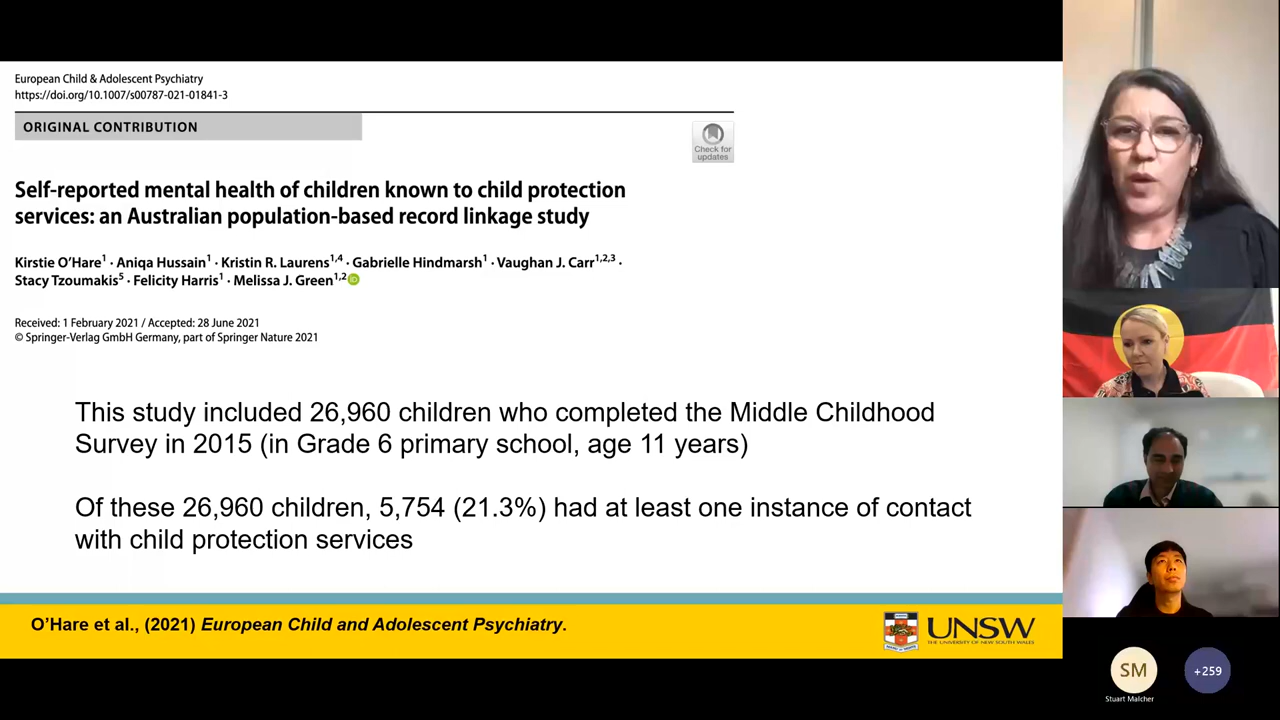 European Child & Adolescent Psychiatry
https://doi.org/10.1007/s00787-021-01841-3
ORIGINAL CONTRIBUTION
Check for
updates
Self-reported mental health of children known to child protection
services: an Australian population-based record linkage study
Kirstie O'Hare1 · Aniqa Hussain1 · Kristin R. Laurens1,4 · Gabrielle Hindmarsh1 · Vaughan J. Carr1,2,3 ·
Stacy Tzoumakis5 · Felicity Harris1 · Melissa J. Green1,2
Received: 1 February 2021 / Accepted: 28 June 2021
© Springer-Verlag GmbH Germany, part of Springer Nature 2021
This study included 26,960 children who completed the Middle Childhood
Survey in 2015 (in Grade 6 primary school, age 11 years)
Of these 26,960 children, 5,754 (21.3%) had at least one instance of contact
with child protection services
O'Hare et al., (2021) European Child and Adolescent Psychiatry.
UNSW
THE UNIVERSITY OF NEW SOUTH WALES
SM
+259
Stuart Malcher